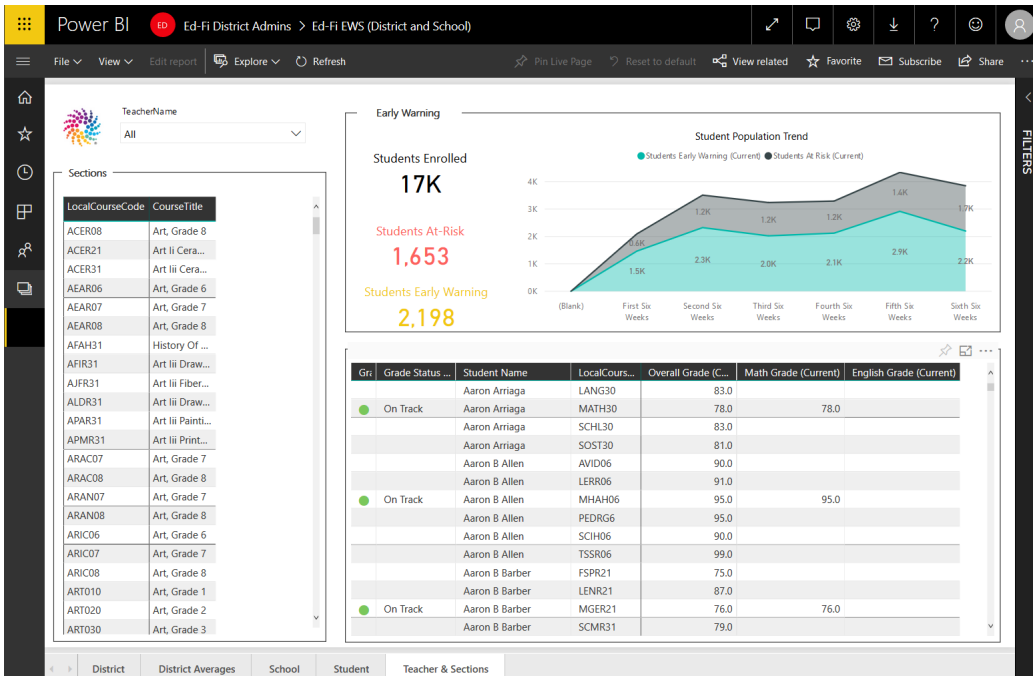 Power BI ED Ed-Fi District Admins > Ed-Fi EWS (District and School) ?
File View Edit report Explore Refresh Pin Live Page Reset to default View related Favorite Subscribe Share ...
TeacherName
All
Sections
LocalCourseCode CourseTitle
ACER08 Art, Grade 8
ACER21 Art Ii Cera...
ACER31 Art Iii Cera...
AEAR06 Art, Grade 6
AEAR07 Art, Grade 7
AEAR08 Art, Grade 8
AFAH31 History Of ...
AFIR31 Art Iii Draw...
AJFR31 Art Iii Fiber...
ALDR31 Art Iii Draw...
APAR31 Art Iii Painti...
APMR31 Art Iii Print...
ARAC07 Art, Grade 7
ARAC08 Art, Grade 8
ARAN07 Art, Grade 7
ARAN08 Art, Grade 8
ARIC06 Art, Grade 6
ARIC07 Art, Grade 7
ARIC08 Art, Grade 8
ART010 Art, Grade 1
ART020 Art, Grade 2
ART030 Art, Grade 3
Early Warning
Students Enrolled
17K
Students At-Risk
1,653
Students Early Warning
2,198
Student Population Trend
Students Early Warning (Current) Students At Risk (Current)
4K
3K
2K
1K
0K
0.6K 1.2K 1.2K 1.2K 1.4K 1.7K
1.5K 2.3K 2.0K 2.1K 2.9K 2.2K
(Blank) First Six Second Six Third Six Fourth Six Fifth Six Sixth Six
Weeks Weeks Weeks Weeks Weeks Weeks
Gra Grade Status ... Student Name LocalCours... Overall Grade (C... Math Grade (Current) English Grade (Current)
Aaron Arriaga LANG30 83.0
On Track Aaron Arriaga MATH30 78.0 78.0
Aaron Arriaga SCHL30 83.0
Aaron Arriaga SOST30 81.0
Aaron B Allen AVID06 90.0
Aaron B Allen LERR06 91.0
On Track Aaron B Allen MHAH06 95.0 95.0
Aaron B Allen PEDRG6 95.0
Aaron B Allen SCIH06 90.0
Aaron B Allen TSSR06 99.0
Aaron B Barber FSPR21 75.0
Aaron B Barber LENR21 87.0
On Track Aaron B Barber MGER21 76.0 76.0
Aaron B Barber SCMR31 79.0
FILTERS
District District Averages School Student Teacher & Sections